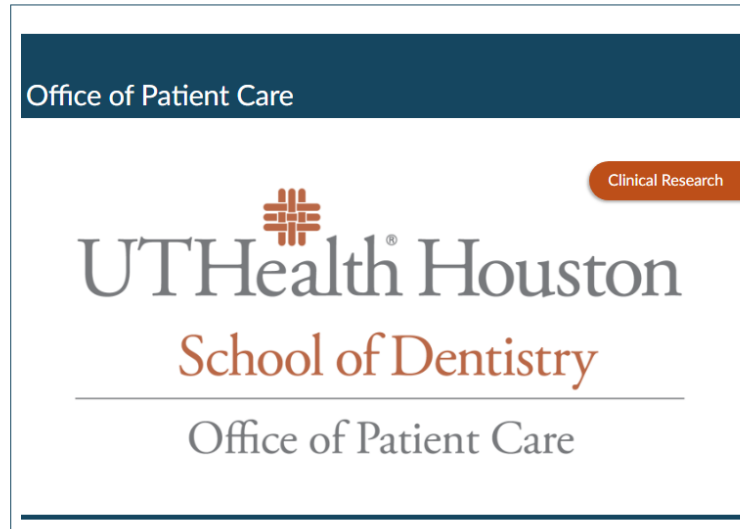 Office of Patient Care
Clinical Research
UTHealth® Houston
School of Dentistry
Office of Patient Care